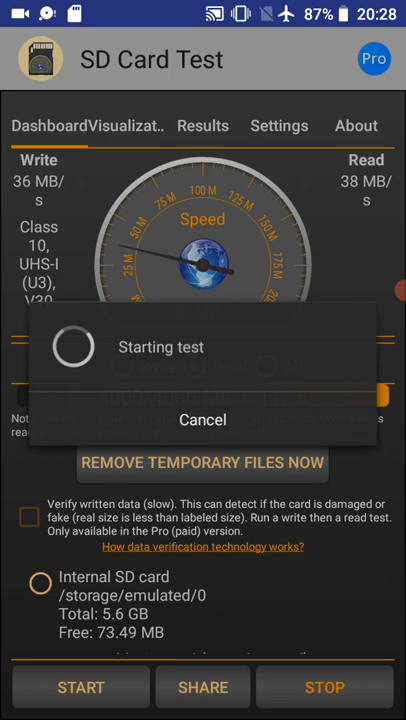 87% 20:28
SD Card Test
Pro
Dashboard Visualizat.. Results Settings About
Write
36 MB/
s
Class
10,
UHS-I
(U3),
V30
Read
38 MB/
s
Speed
25 M
50 M
75 M
100 M
125 M
150 M
175 M
Starting test
Cancel
REMOVE TEMPORARY FILES NOW
Verify written data (slow). This can detect if the card is damaged or
fake (real size is less than labeled size). Run a write then a read test.
Only available in the Pro (paid) version.
How data verification technology works?
Internal SD card
/storage/emulated/0
Total: 5.6 GB
Free: 73.49 MB
START SHARE STOP